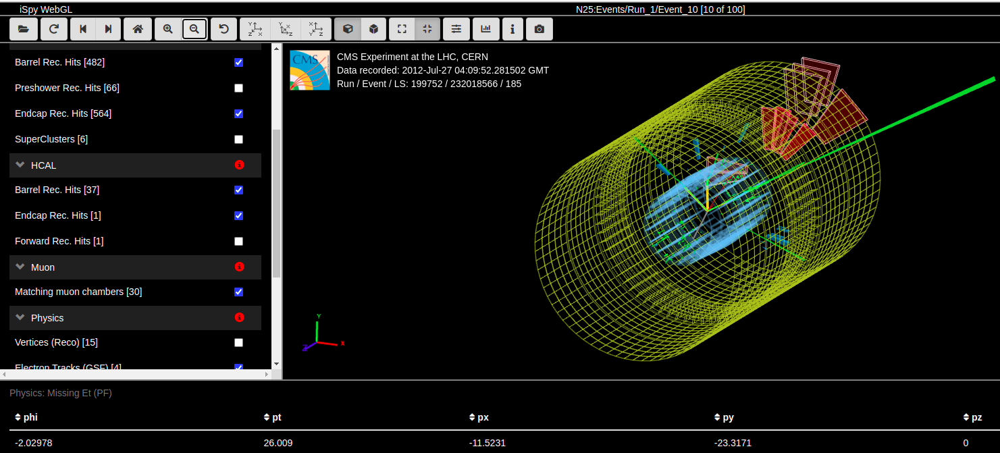 iSpy WebGL
N25:Events/Run_1/Event_10 [10 of 100]
Barrel Rec. Hits [482]
Preshower Rec. Hits [66]
Endcap Rec. Hits [564]
SuperClusters [6]
HCAL
Barrel Rec. Hits [37]
Endcap Rec. Hits [1]
Forward Rec. Hits [1]
Muon
Matching muon chambers [30]
Physics
Vertices (Reco) [15]
Electron Tracks (GSF) [4]
CMS
CMS Experiment at the LHC, CERN
Data recorded: 2012-Jul-27 04:09:52.281502 GMT
Run / Event / LS: 199752 / 232018566 / 185
Y
X
Z
Physics: Missing Et (PF)
phi pt px py pz
-2.02978 26.009 -11.5231 -23.3171 0